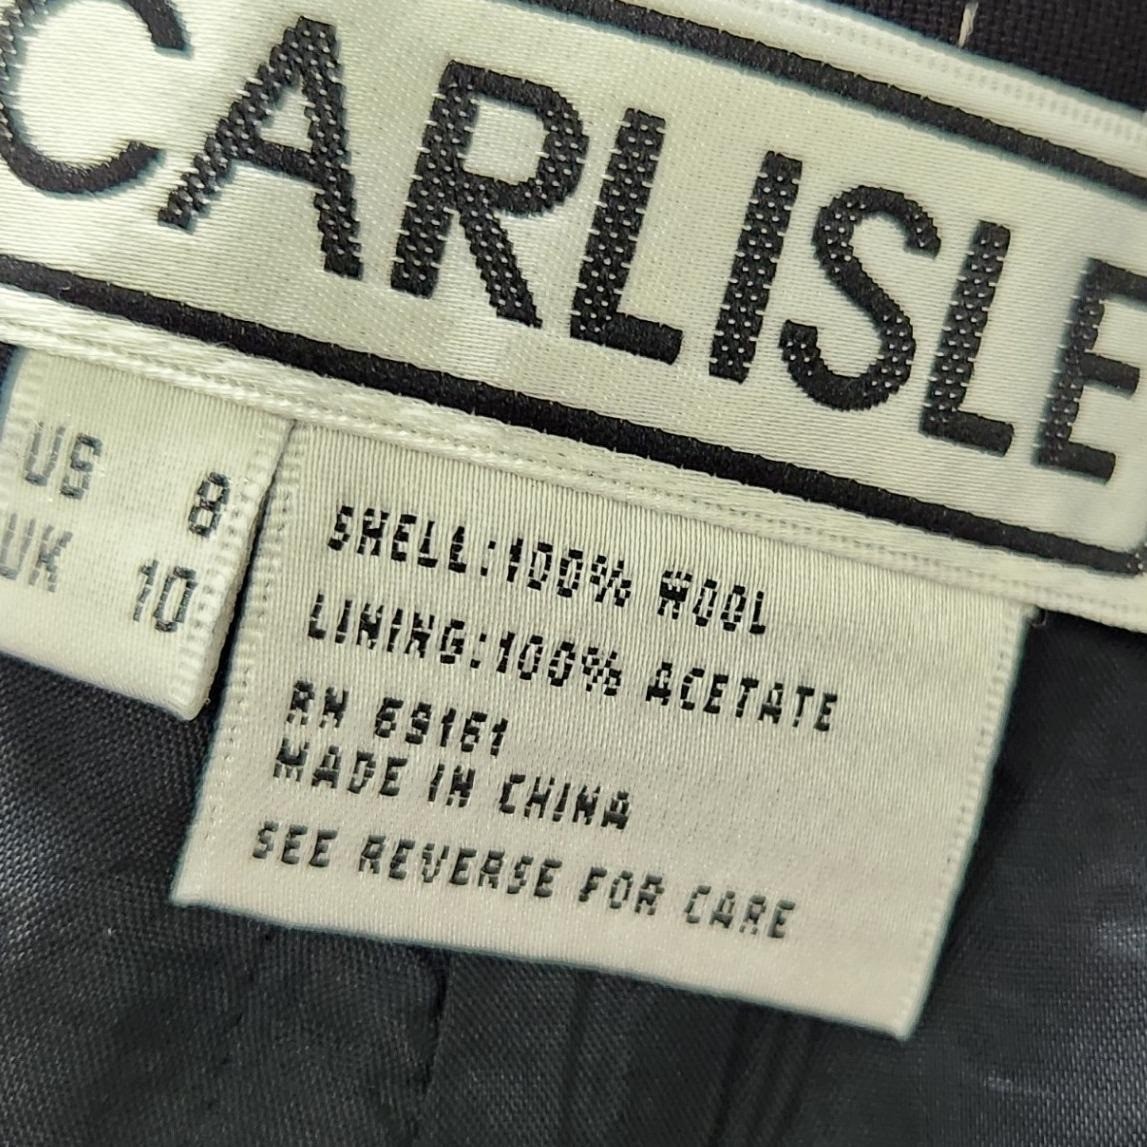 CARLISLE
US 8
UK 10
SHELL:100% WOOL
LINING:100% ACETATE
RN 69161
MADE IN CHINA
SEE REVERSE FOR CARE